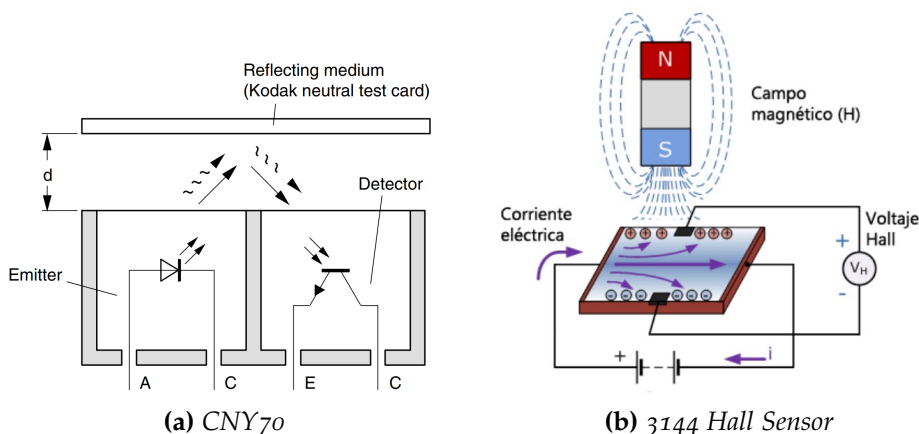 Reflecting medium
(Kodak neutral test card)
d
Detector
Emitter
A
C
E
C
(a) CNY70
N
S
Campo
magnético (H)
Corriente
eléctrica
Voltaje
Hall
+
VH
-
+
i
(b) 3144 Hall Sensor